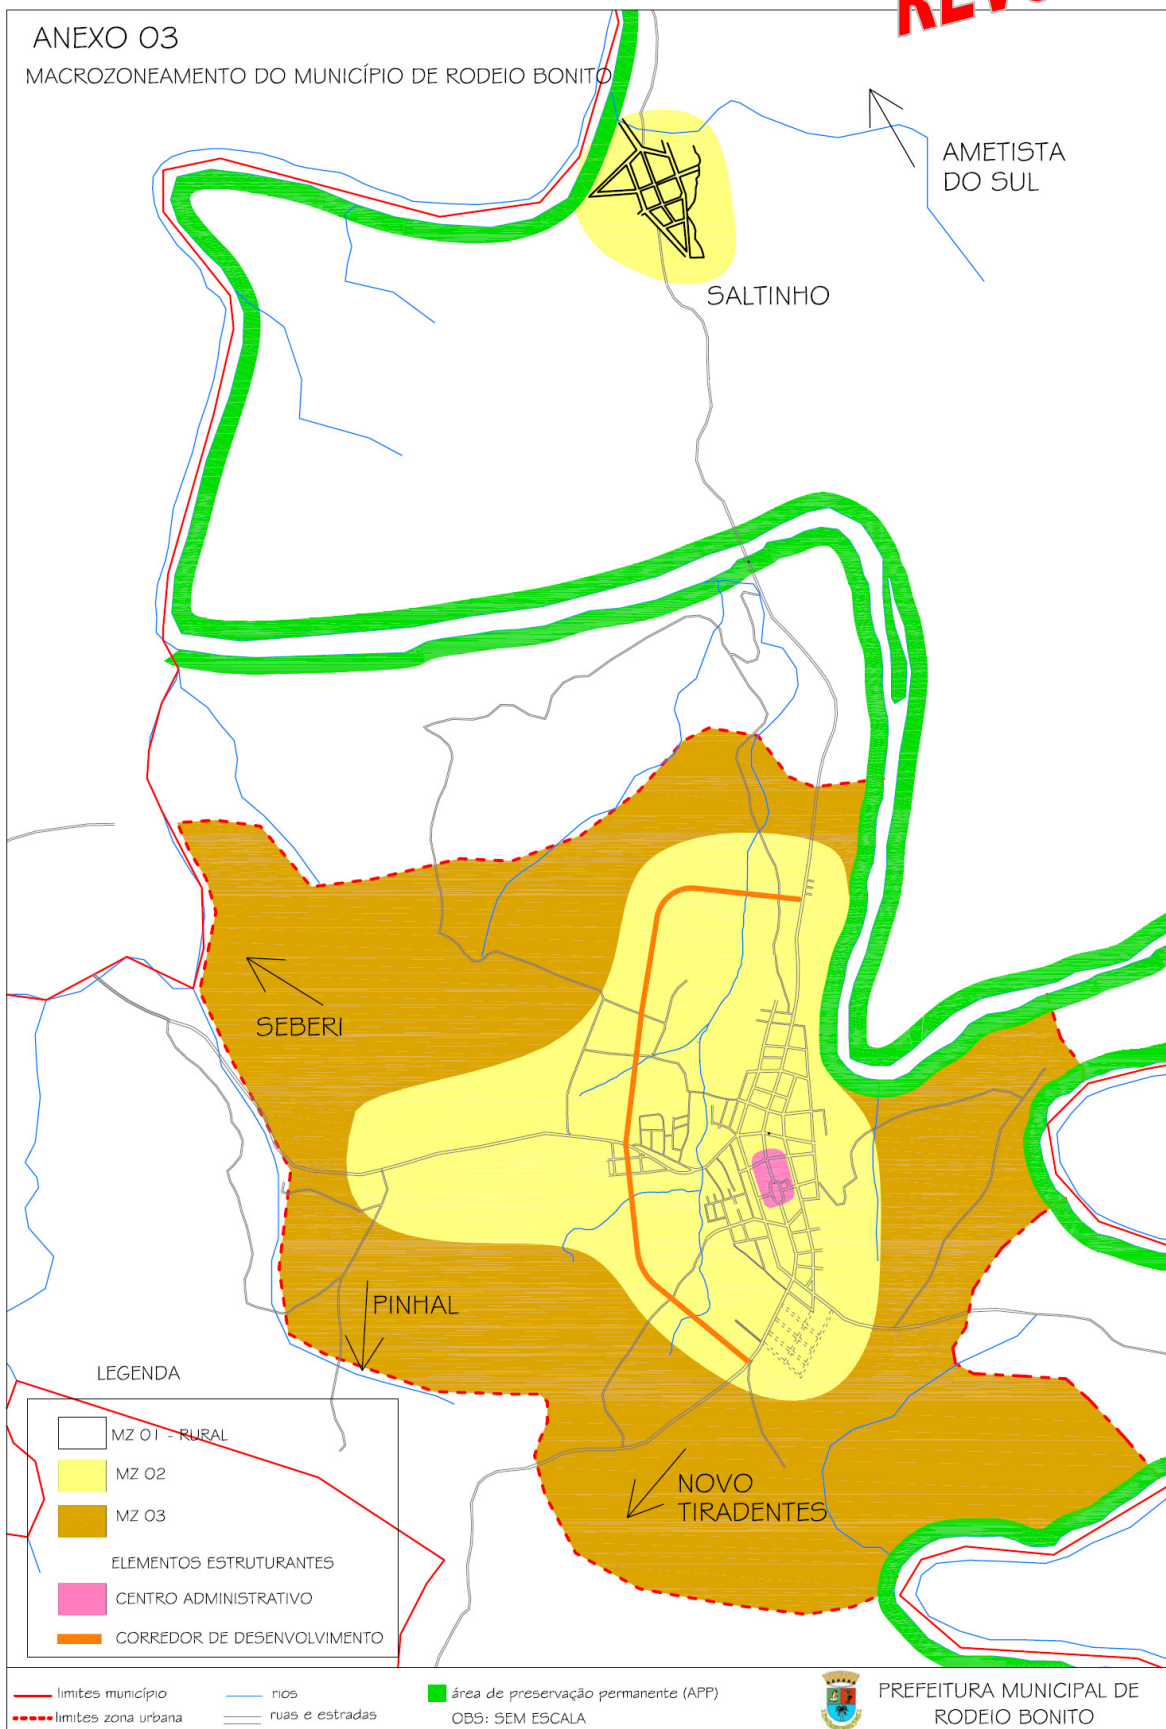 ANEXO 03
MACROZONEAMENTO DO MUNICÍPIO DE RODEIO BONITO
AMETISTA
DO SUL
SALTINHO
SEBERI
PINHAL
NOVO
TIRADENTES
LEGENDA
MZ 01 - RURAL
MZ 02
MZ 03
ELEMENTOS ESTRUTURANTES
CENTRO ADMINISTRATIVO
CORREDOR DE DESENVOLVIMENTO
limites município
limites zona urbana
rios
ruas e estradas
área de preservação permanente (APP)
OBS: SEM ESCALA
PREFEITURA MUNICIPAL DE
RODEIO BONITO